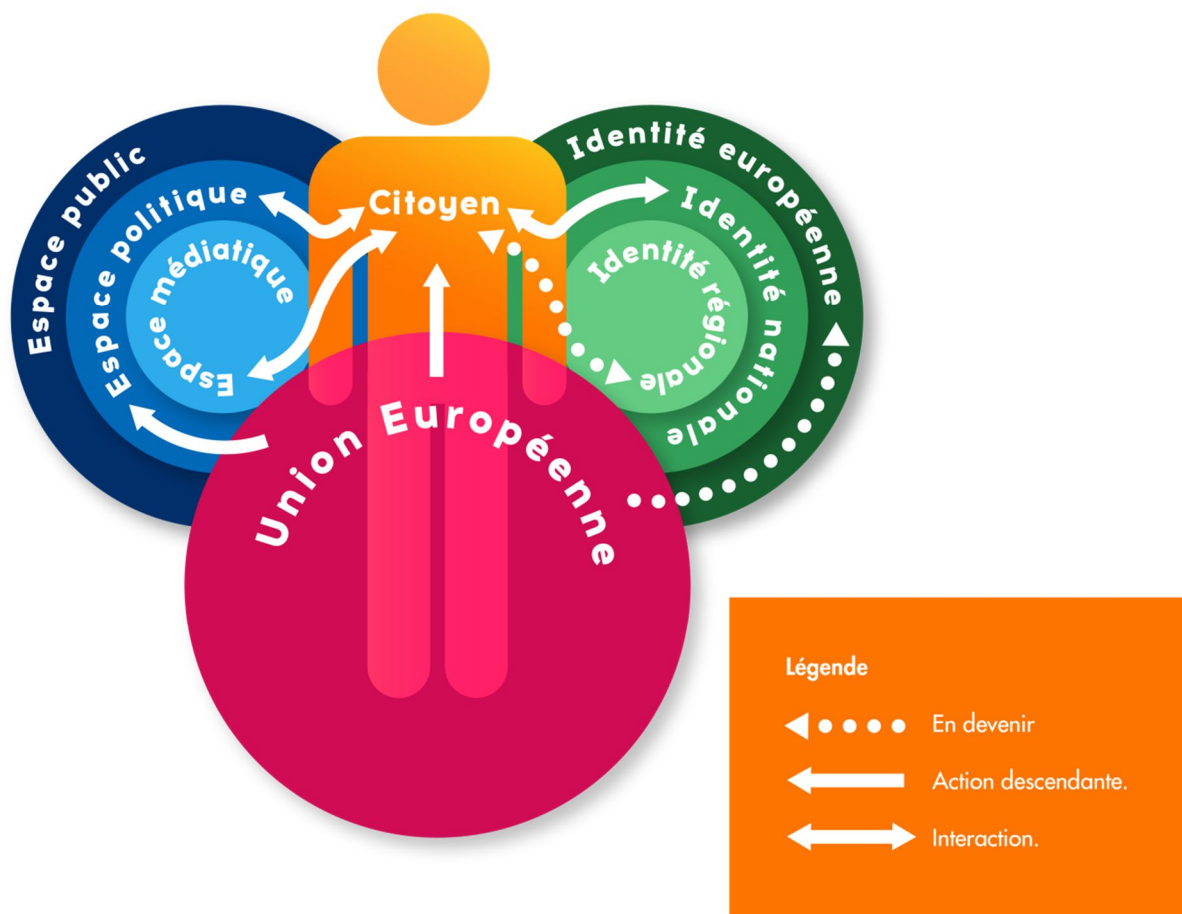 Espace public
Espace politique
Espace médiatique
Citoyen
Identité européenne
Identité nationale
Identité régionale
Union Européenne
Légende
En devenir
Action descendante.
Interaction.